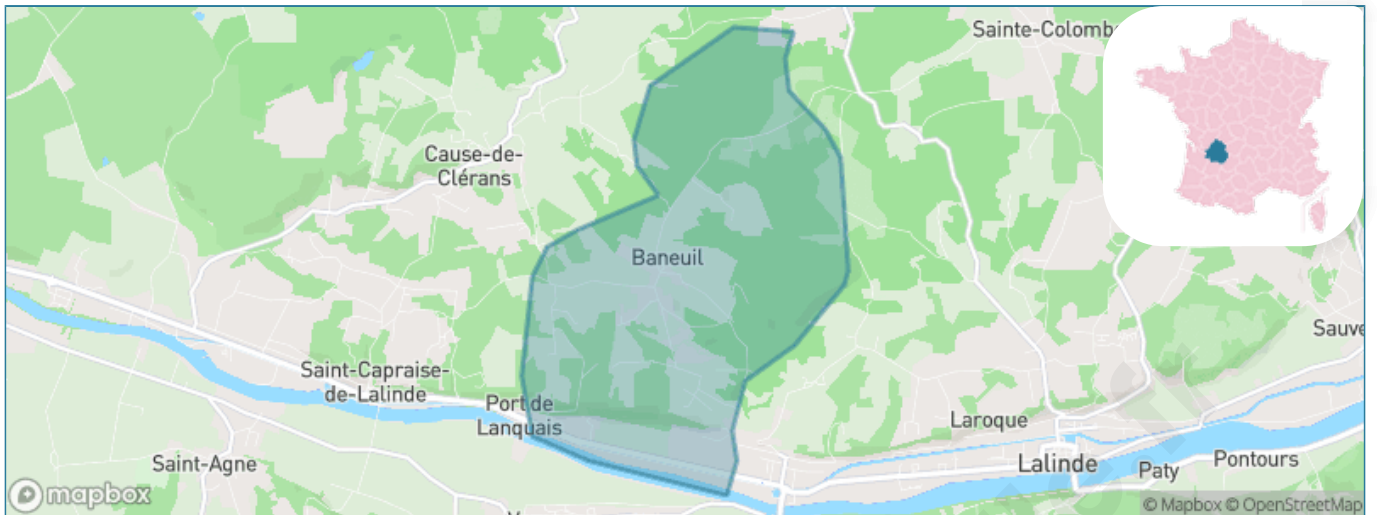 Sainte-Colomb
Cause-de-
Clérans
Baneuil
Sauve
Saint-Capraise-
de-Lalinde
Port de
Lanquais
Laroque
Saint-Agne
Lalinde
Paty
Pontours
mapbox
© Mapbox © OpenStreetMap